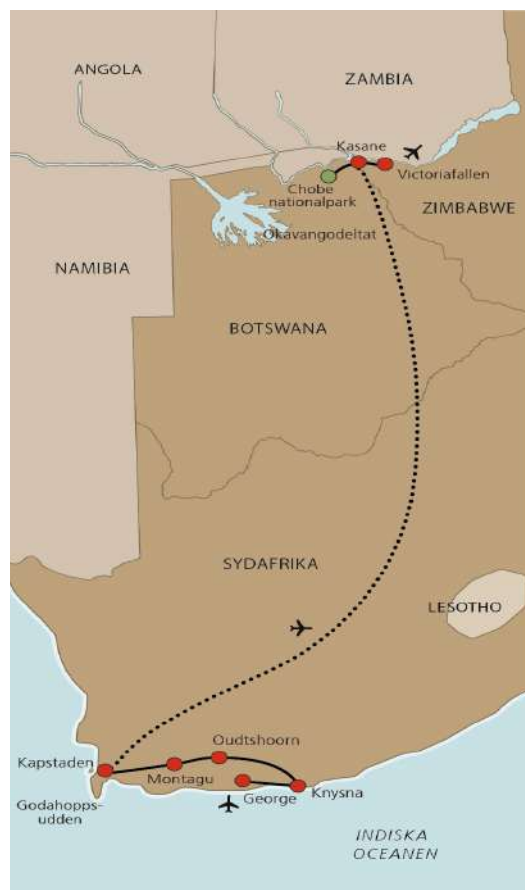 ANGOLA
ZAMBIA
Kasane
Victoriafallen
Chobe
nationalpark
ZIMBABWE
Okavangodeltat
NAMIBIA
BOTSWANA
SYDAFRIKA
LESOTHO
Oudtshoorn
Kapstaden
Montagu
George
Knysna
Godahopps-
udden
INDISKA
OCEANEN